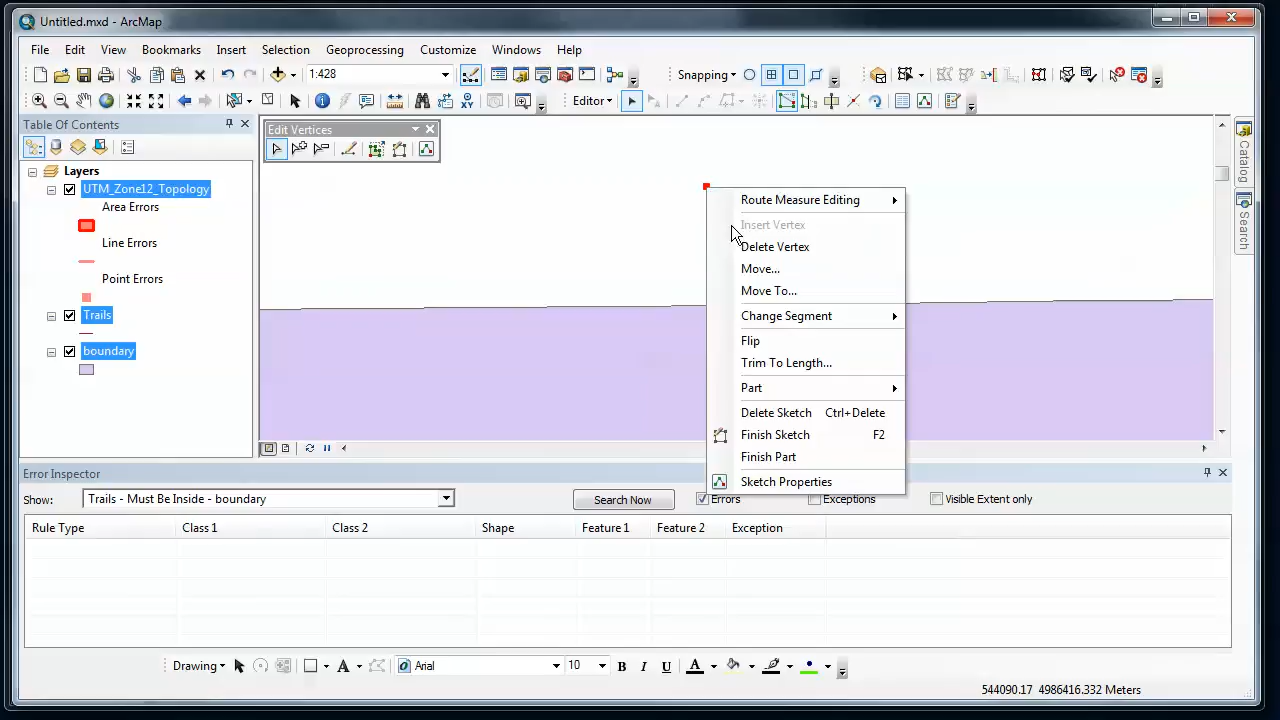 Untitled.mxd - ArcMap
File Edit View Bookmarks Insert Selection Geoprocessing Customize Windows Help
1:428 Snapping
Editor
Table Of Contents
Edit Vertices
Layers
UTM_Zone12_Topology
Area Errors
Line Errors
Point Errors
Trails
boundary
Route Measure Editing
Insert Vertex
Delete Vertex
Move...
Move To...
Change Segment
Flip
Trim To Length...
Part
Delete Sketch Ctrl+Delete
Finish Sketch F2
Finish Part
Sketch Properties
Catalog
Search
Error Inspector
Show: Trails - Must Be Inside - boundary Search Now Errors Exceptions Visible Extent only
Rule Type Class 1 Class 2 Shape Feature 1 Feature 2 Exception
Drawing A Arial 10 B I U A
544090.17 4986416.332 Meters